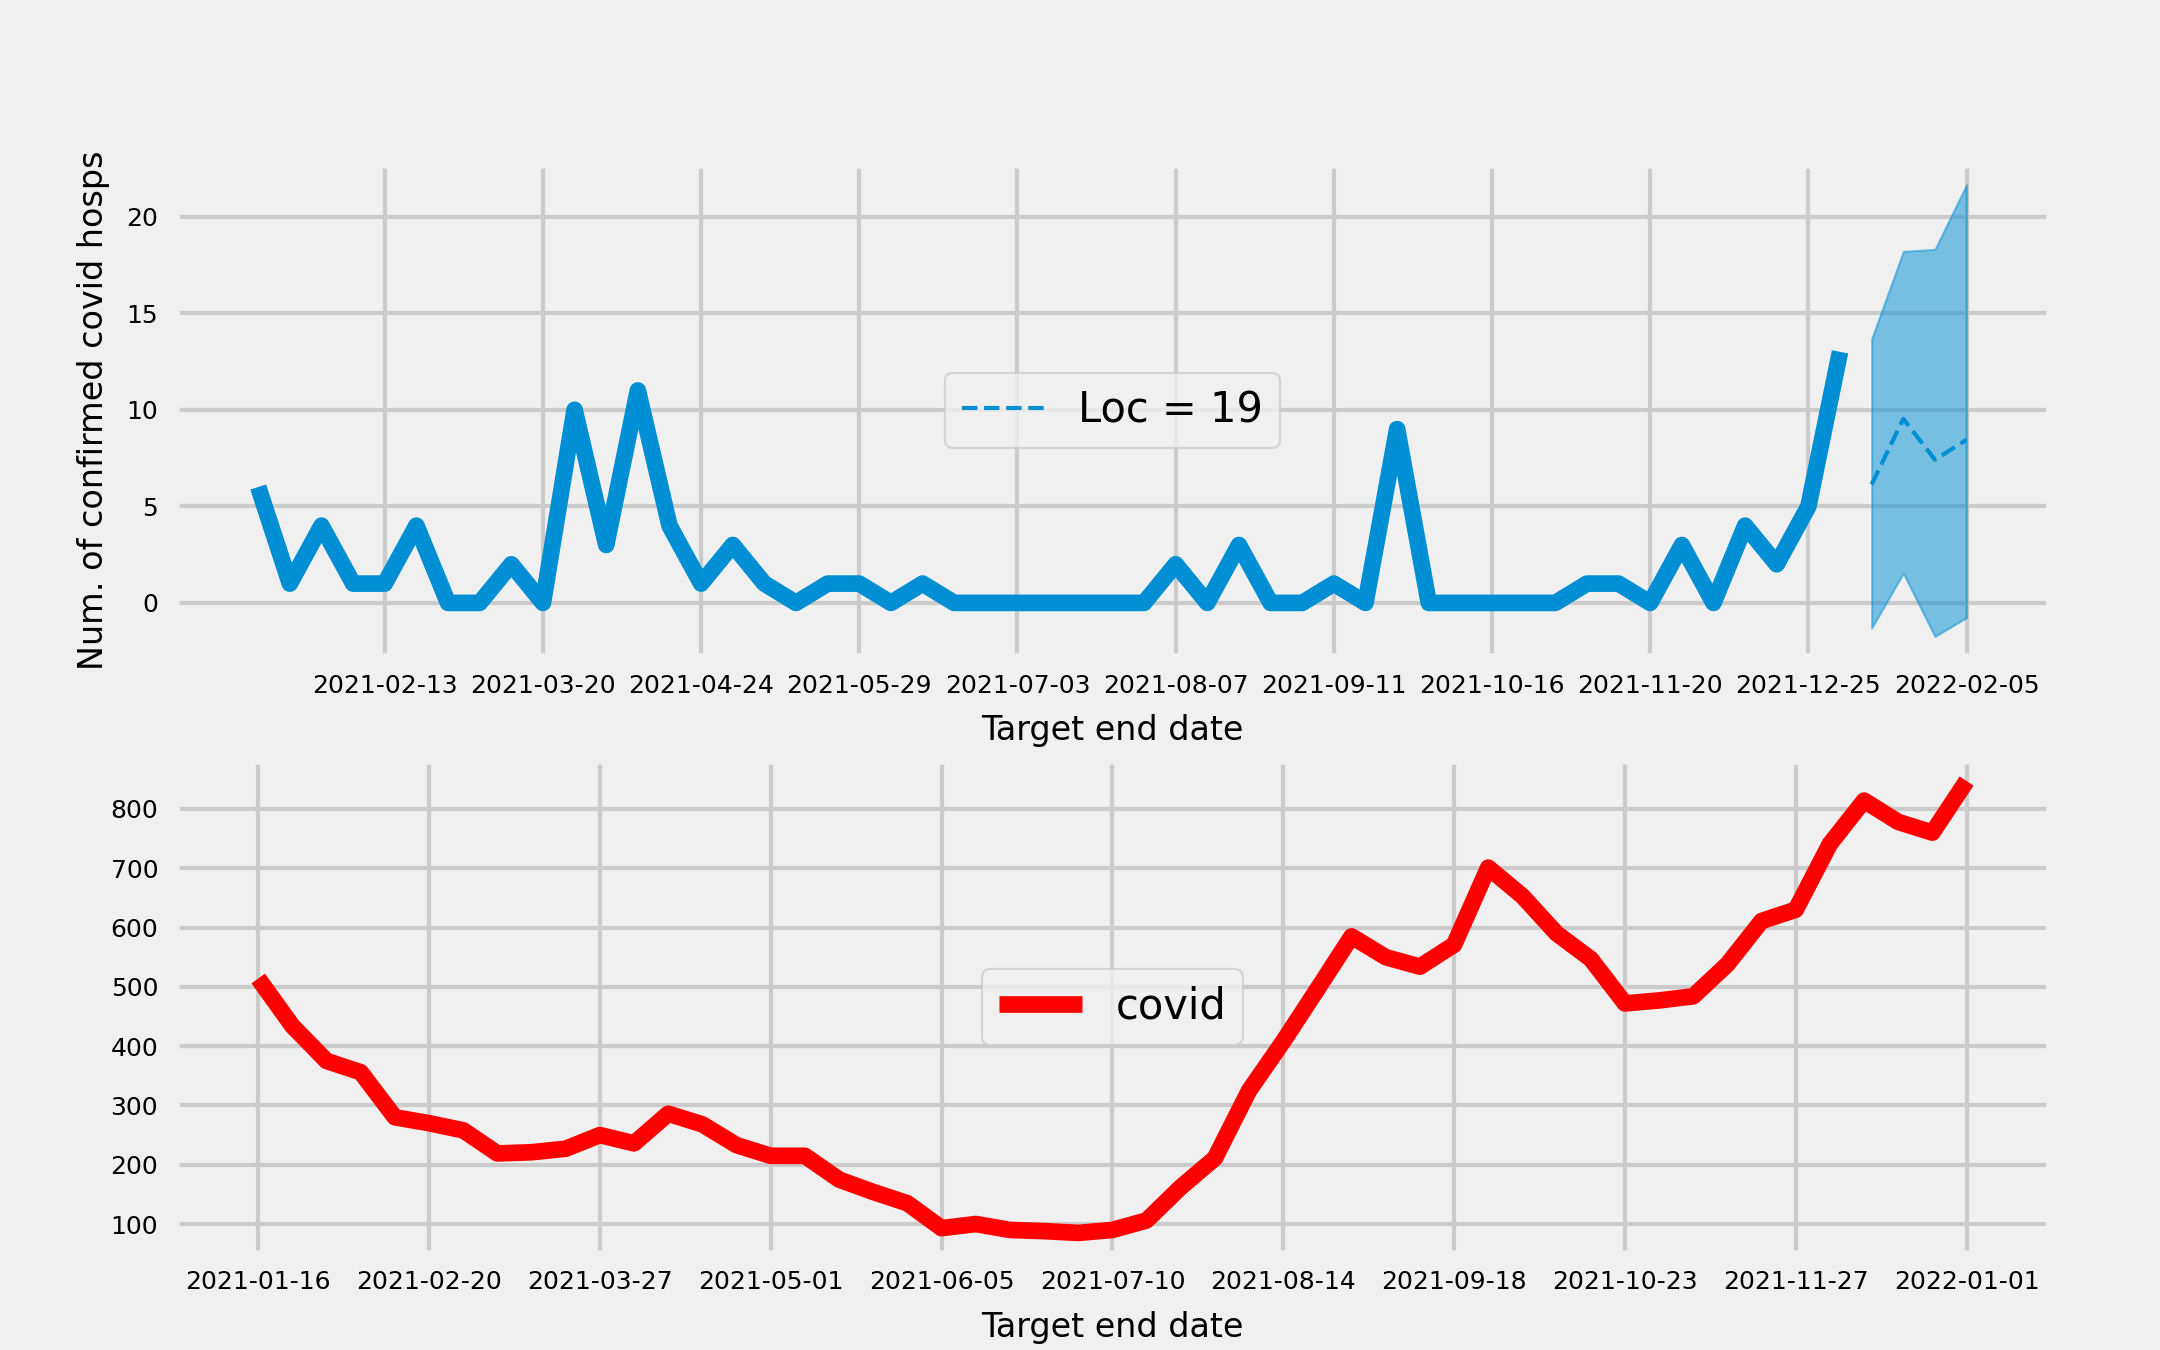 Num. of confirmed covid hosps
20
15
10
5
0
Loc = 19
2021-02-13 2021-03-20 2021-04-24 2021-05-29 2021-07-03 2021-08-07 2021-09-11 2021-10-16 2021-11-20 2021-12-25 2022-02-05
Target end date
800
700
600
500
400
300
200
100
covid
2021-01-16 2021-02-20 2021-03-27 2021-05-01 2021-06-05 2021-07-10 2021-08-14 2021-09-18 2021-10-23 2021-11-27 2022-01-01
Target end date